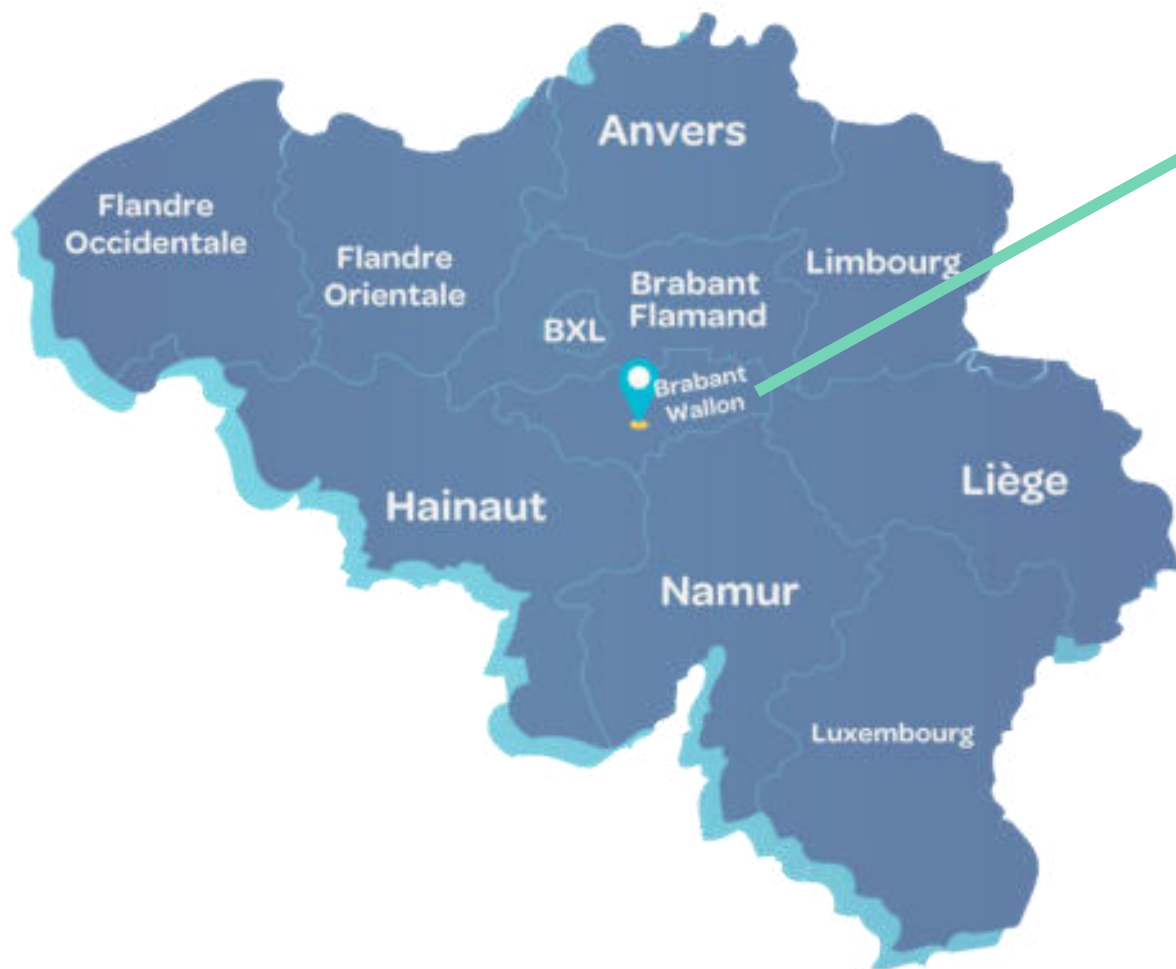 Anvers
Flandre
Occidentale
Flandre
Orientale
Limbourg
Brabant
Flamand
BXL
Brabant
Wallon
Liège
Hainaut
Namur
Luxembourg